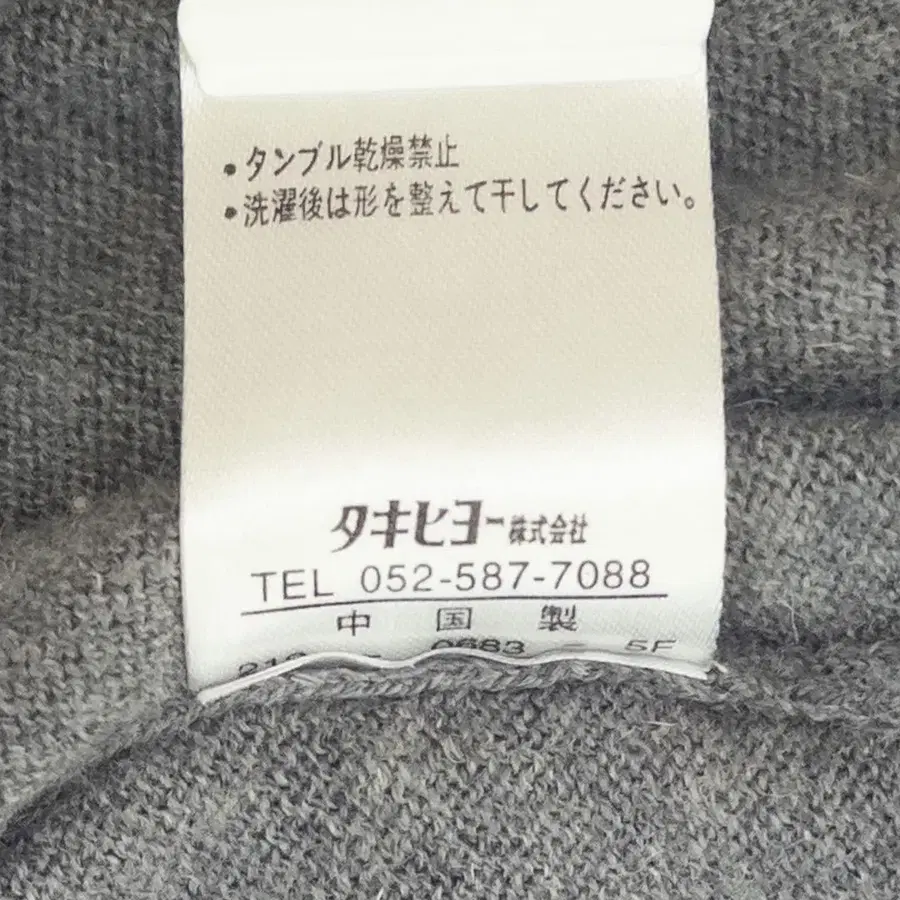 ・タンブル乾燥禁止
・洗濯後は形を整えて干してください。
タキヒヨー株式会社
TEL 052-587-7088
中国製
0683 - 5F